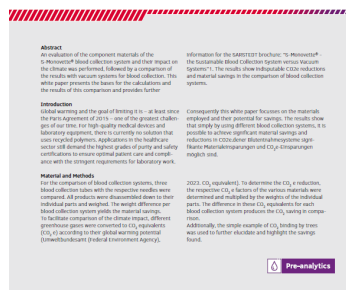 Abstract
An evaluation of the component materials of the
S-Monovette® blood collection system and their impact on
the climate was performed, followed by a comparison of
the results with vacuum systems for blood collection. This
white paper presents the bases for the calculations and
the results of this comparison and provides further
information for the SARSTEDT brochure: "S-Monovette® -
the Sustainable Blood Collection System versus Vacuum
Systems"1. The results show indisputable CO2e reductions
and material savings in the comparison of blood collection
systems.
Introduction
Global warming and the goal of limiting it is – at least since
the Paris Agreement of 2015 – one of the greatest challen-
ges of our time. For high-quality medical devices and
laboratory equipment, there is currently no solution that
uses recycled polymers. Applications in the healthcare
sector still demand the highest grades of purity and safety
certifications to ensure optimal patient care and compli-
ance with the stringent requirements for laboratory work.
Consequently this white paper focusses on the materials
employed and their potential for savings. The results show
that simply by using different blood collection systems, it is
possible to achieve significant material savings and
reductions in CO2e.dener Blutentnahmesysteme signi-
fikante Materialeinsparungen und CO₂e-Einsparungen
möglich sind.
Material and Methods
For the comparison of blood collection systems, three
blood collection tubes with the respective needles were
compared. All products were disassembled down to their
individual parts and weighed. The weight difference per
blood collection system yields the material savings.
To facilitate comparison of the climate impact, different
greenhouse gases were converted to CO₂ equivalents
(CO₂e) according to their global warming potential
(Umweltbundesamt (Federal Environment Agency),
2023. CO₂ equivalent). To determine the CO₂e reduction,
the respective CO₂e factors of the various materials were
determined and multiplied by the weights of the individual
parts. The difference in these CO₂ equivalents for each
blood collection system produces the CO₂ saving in compa-
rison.
Additionally, the simple example of CO₂ binding by trees
was used to further elucidate and highlight the savings
found.
Pre-analytics